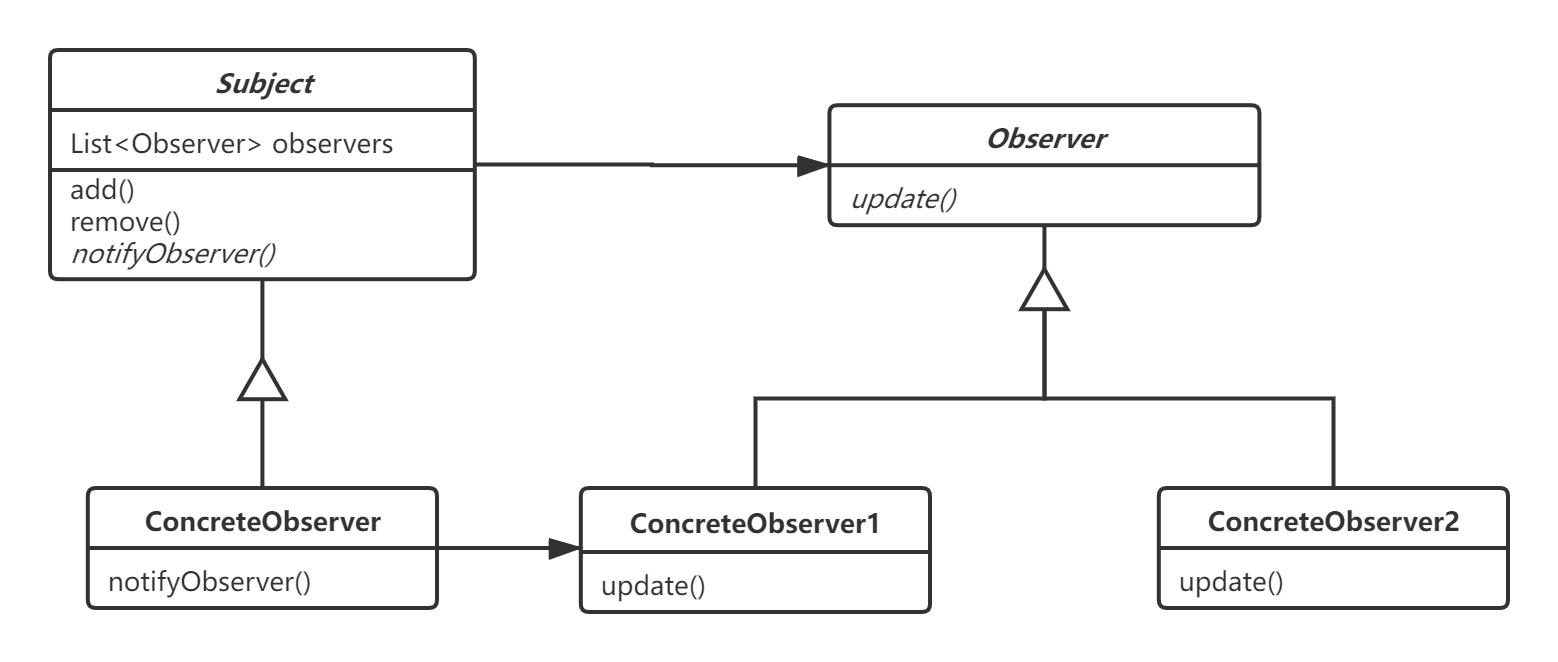 Subject
List<Observer> observers
add()
remove()
notifyObserver()
Observer
update()
ConcreteObserver
notifyObserver()
ConcreteObserver1
update()
ConcreteObserver2
update()